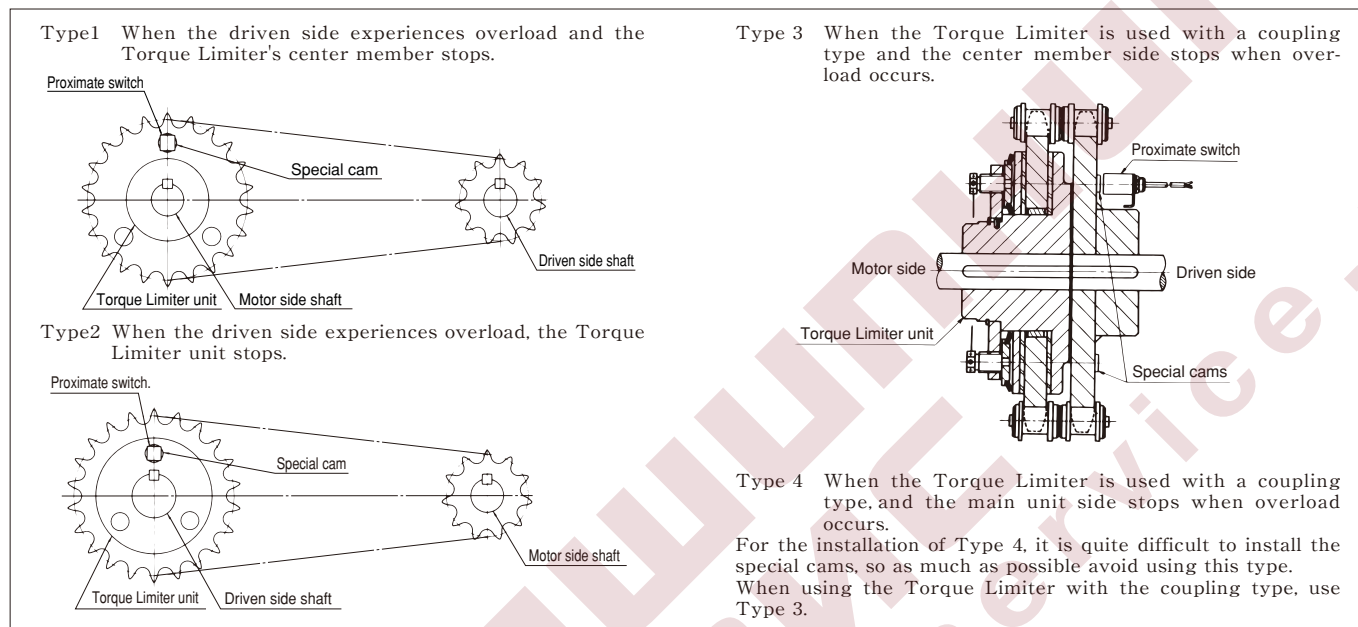 Type1 When the driven side experiences overload and the
Torque Limiter's center member stops.
Proximate switch
Special cam
Driven side shaft
Torque Limiter unit
Motor side shaft
Type2 When the driven side experiences overload, the Torque
Limiter unit stops.
Proximate switch.
Special cam
Motor side shaft
Torque Limiter unit
Driven side shaft
Type 3 When the Torque Limiter is used with a coupling
type and the center member side stops when over-
load occurs.
Proximate switch
Motor side
Driven side
Torque Limiter unit
Special cams
Type 4 When the Torque Limiter is used with a coupling
type, and the main unit side stops when overload
occurs.
For the installation of Type 4, it is quite difficult to install the
special cams, so as much as possible avoid using this type.
When using the Torque Limiter with the coupling type, use
Type 3.
service.